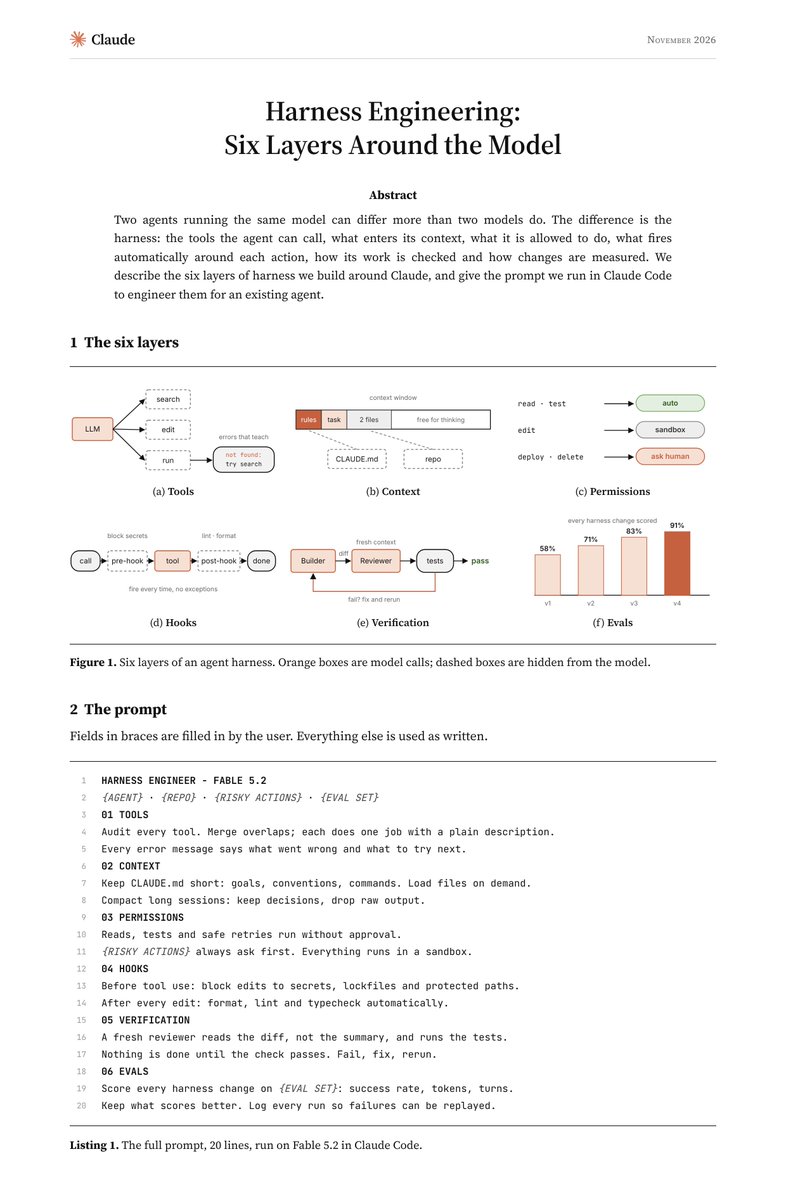 Claude
November 2026
Harness Engineering:
Six Layers Around the Model
Abstract
Two agents running the same model can differ more than two models do. The difference is the
harness: the tools the agent can call, what enters its context, what it is allowed to do, what fires
automatically around each action, how its work is checked and how changes are measured. We
describe the six layers of harness we build around Claude, and give the prompt we run in Claude Code
to engineer them for an existing agent.
1 The six layers
LLM
search
edit
run
errors that teach
not found:
try search
(a) Tools
context window
rules
task
2 files
free for thinking
CLAUDE.md
repo
(b) Context
read · test
auto
edit
sandbox
deploy · delete
ask human
(c) Permissions
block secrets
lint · format
call
pre-hook
tool
post-hook
done
fire every time, no exceptions
(d) Hooks
fresh context
Builder
diff
Reviewer
tests
pass
fail? fix and rerun
(e) Verification
every harness change scored
58%
71%
83%
91%
v1
v2
v3
v4
(f) Evals
Figure 1. Six layers of an agent harness. Orange boxes are model calls; dashed boxes are hidden from the model.
2 The prompt
Fields in braces are filled in by the user. Everything else is used as written.
1 HARNESS ENGINEER - FABLE 5.2
2 {AGENT} · {REPO} · {RISKY ACTIONS} · {EVAL SET}
3 01 TOOLS
4 Audit every tool. Merge overlaps; each does one job with a plain description.
5 Every error message says what went wrong and what to try next.
6 02 CONTEXT
7 Keep CLAUDE.md short: goals, conventions, commands. Load files on demand.
8 Compact long sessions: keep decisions, drop raw output.
9 03 PERMISSIONS
10 Reads, tests and safe retries run without approval.
11 {RISKY ACTIONS} always ask first. Everything runs in a sandbox.
12 04 HOOKS
13 Before tool use: block edits to secrets, lockfiles and protected paths.
14 After every edit: format, lint and typecheck automatically.
15 05 VERIFICATION
16 A fresh reviewer reads the diff, not the summary, and runs the tests.
17 Nothing is done until the check passes. Fail, fix, rerun.
18 06 EVALS
19 Score every harness change on {EVAL SET}: success rate, tokens, turns.
20 Keep what scores better. Log every run so failures can be replayed.
Listing 1. The full prompt, 20 lines, run on Fable 5.2 in Claude Code.